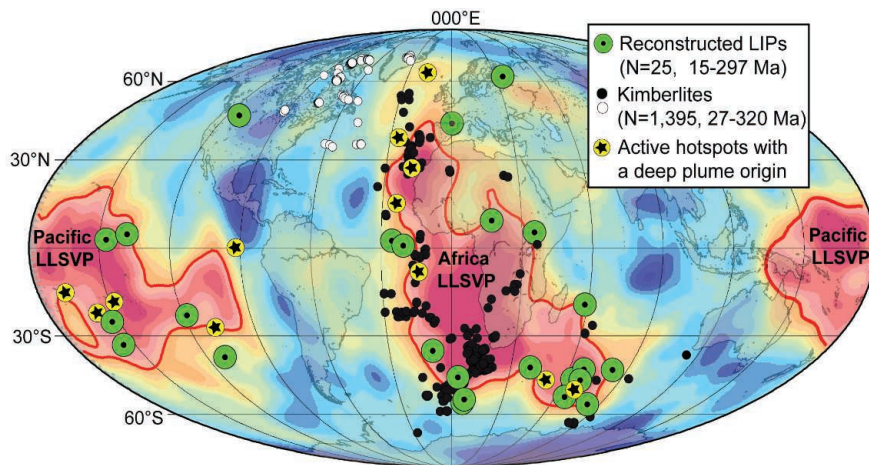 000°E
60°N
30°N
30°S
60°S
Reconstructed LIPs
(N=25, 15-297 Ma)
Kimberlites
(N=1,395, 27-320 Ma)
Active hotspots with
a deep plume origin
Pacific
LLSVP
Africa
LLSVP
Pacific
LLSVP